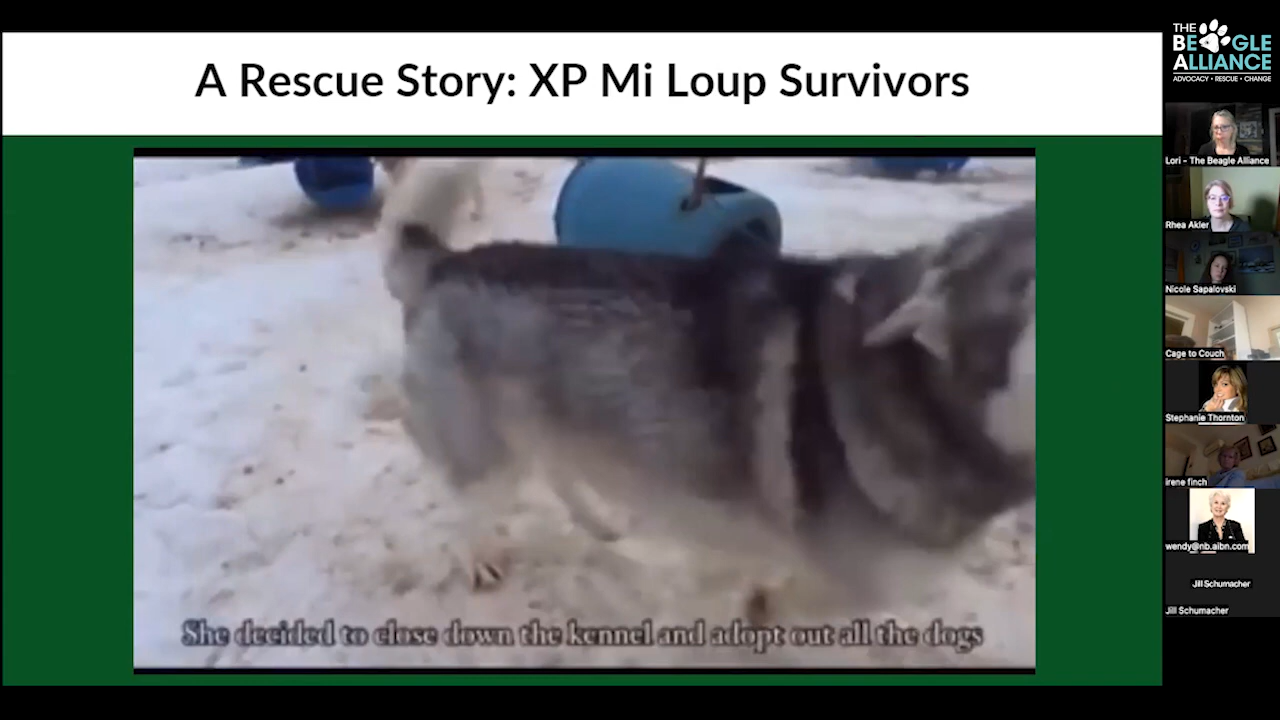 A Rescue Story: XP Mi Loup Survivors
She decided to close down the kennel and adopt out all the dogs
THE
BEAGLE
ALLIANCE
ADVOCACY • RESCUE • CHANGE
Lori - The Beagle Alliance
Rhea Akler
Nicole Sapalovski
Cage to Couch
Stephanie Thornton
irene finch
wendy@nb.aibn.com
Jill Schumacher
Jill Schumacher